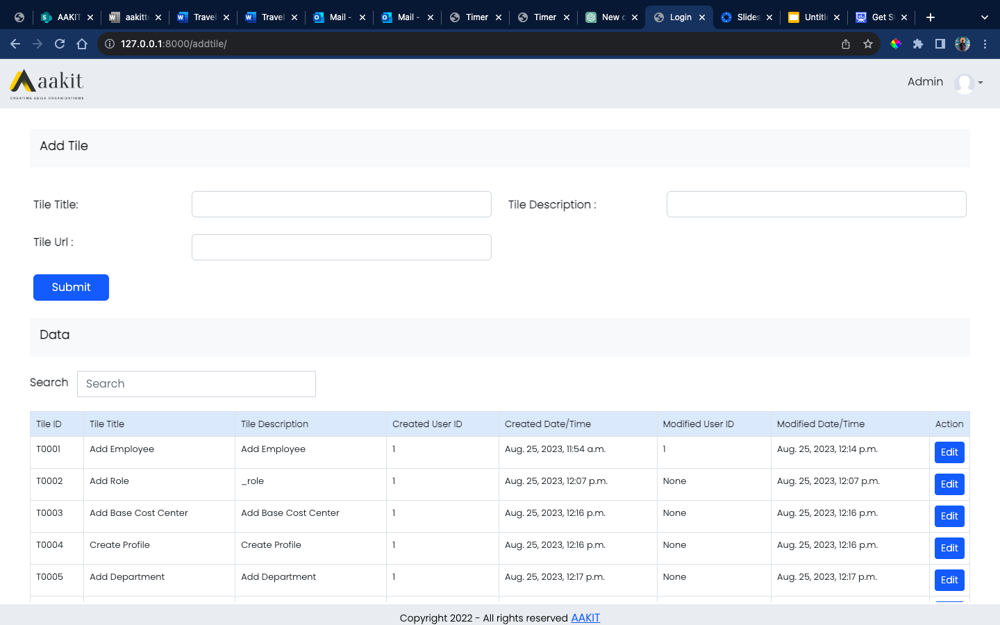 AAKIT aakitt Travel Travel Mail - Mail - Timer Timer New c Login Slides Untitl Get S
127.0.0.1:8000/addtile/
aakit
CREATING AGILE ORGANIZATIONS
Admin
Add Tile
Tile Title: Tile Description :
Tile Url :
Submit
Data
Search Search
Tile ID Tile Title Tile Description Created User ID Created Date/Time Modified User ID Modified Date/Time Action
T0001 Add Employee Add Employee 1 Aug. 25, 2023, 11:54 a.m. 1 Aug. 25, 2023, 12:14 p.m. Edit
T0002 Add Role _role 1 Aug. 25, 2023, 12:07 p.m. None Aug. 25, 2023, 12:07 p.m. Edit
T0003 Add Base Cost Center Add Base Cost Center 1 Aug. 25, 2023, 12:16 p.m. None Aug. 25, 2023, 12:16 p.m. Edit
T0004 Create Profile Create Profile 1 Aug. 25, 2023, 12:16 p.m. None Aug. 25, 2023, 12:16 p.m. Edit
T0005 Add Department Add Department 1 Aug. 25, 2023, 12:17 p.m. None Aug. 25, 2023, 12:17 p.m. Edit
Copyright 2022 - All rights reserved AAKIT